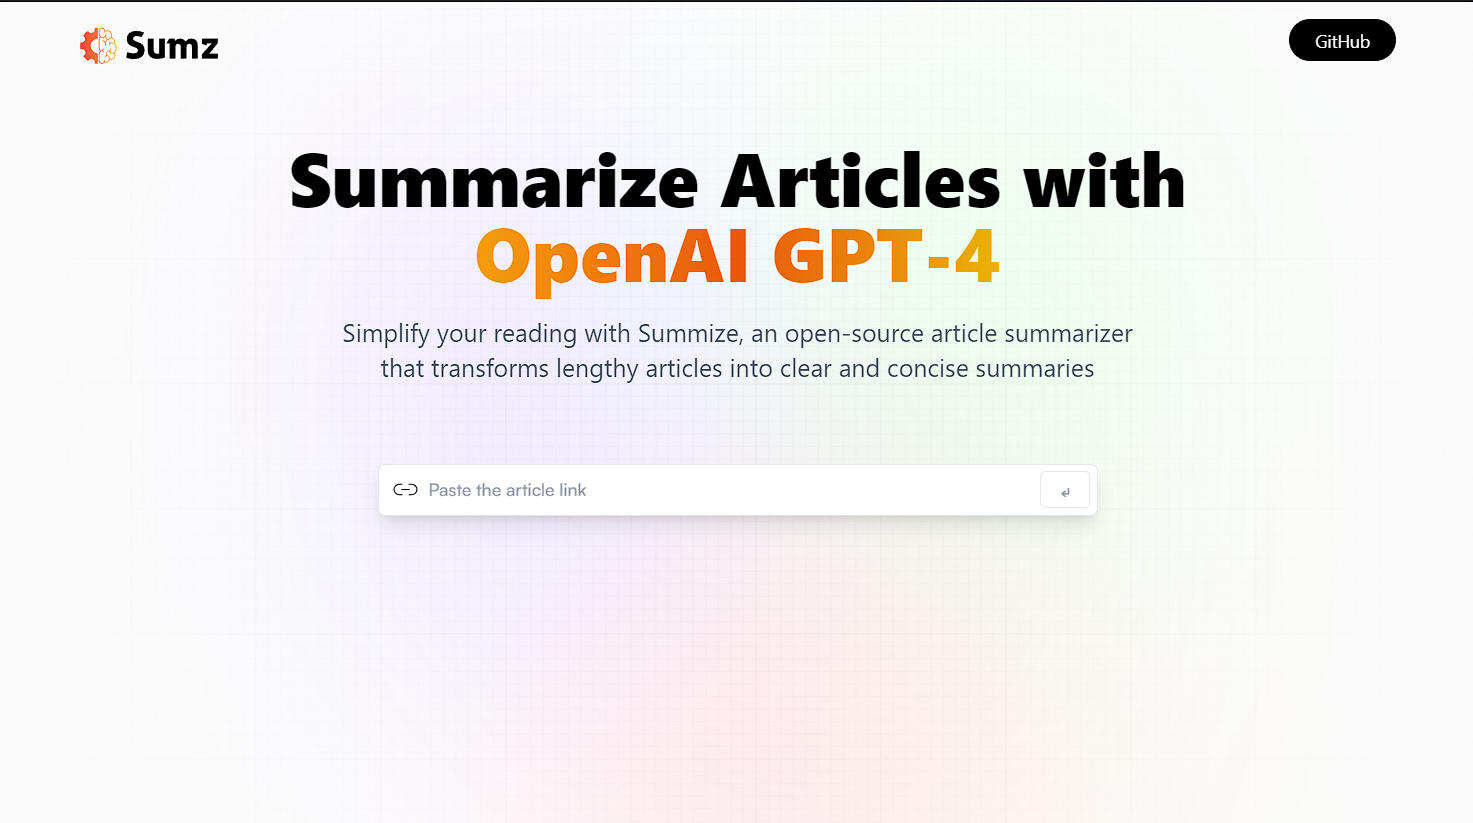 Sumz
GitHub
Summarize Articles with
OpenAI GPT-4
Simplify your reading with Summize, an open-source article summarizer
that transforms lengthy articles into clear and concise summaries
Paste the article link
↵